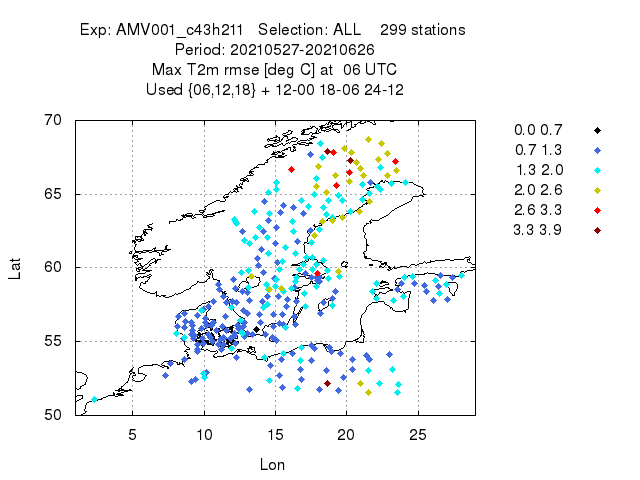 Exp: AMV001_c43h211   Selection: ALL    299 stations
Period: 20210527-20210626
Max T2m rmse [deg C] at  06 UTC
Used {06,12,18} + 12-00 18-06 24-12
70
65
60
55
50
Lat
5 10 15 20 25
Lon
0.0 0.7
0.7 1.3
1.3 2.0
2.0 2.6
2.6 3.3
3.3 3.9